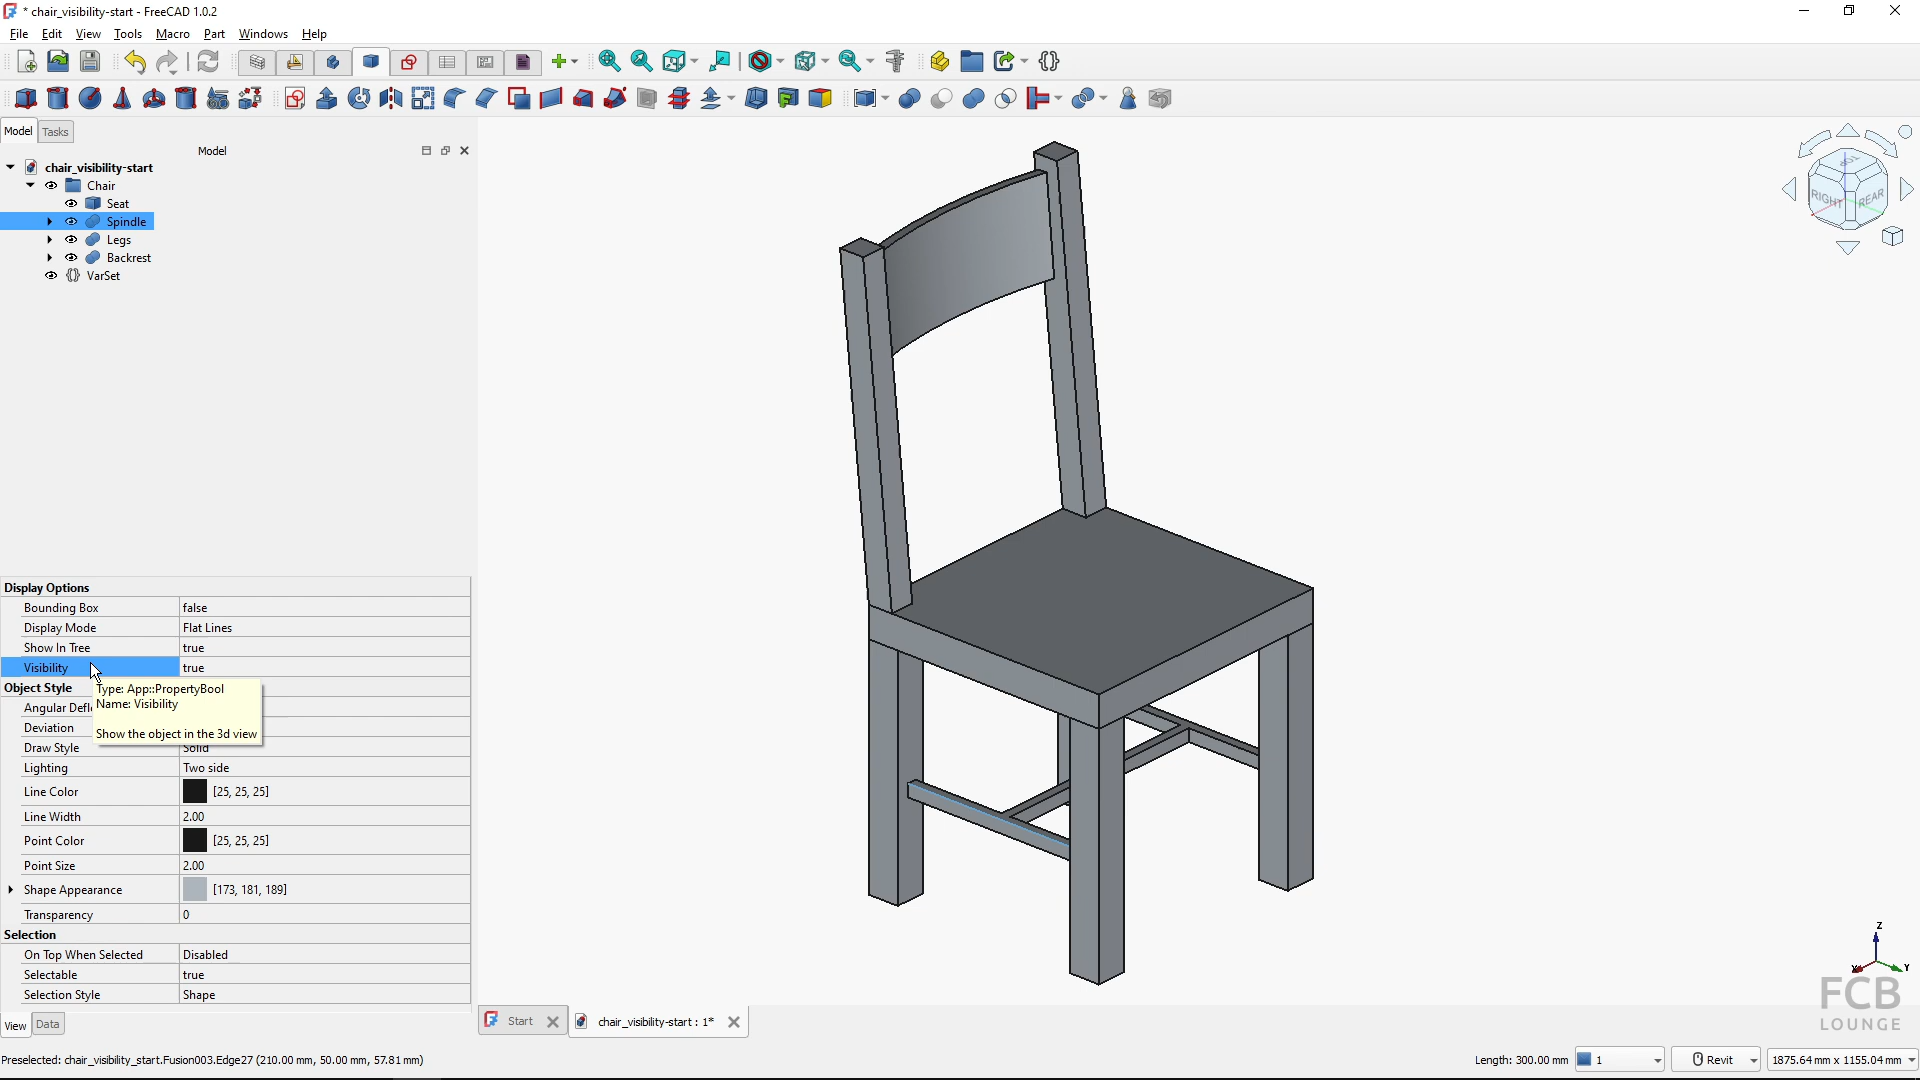 * chair_visibility-start - FreeCAD 1.0.2
File Edit View Tools Macro Part Windows Help
Model Tasks
Model
chair_visibility-start
Chair
Seat
Spindle
Legs
Backrest
VarSet
TOP
RIGHT REAR
Display Options
Bounding Box false
Display Mode Flat Lines
Show In Tree true
Visibility true
Object Style
Type: App::PropertyBool
Name: Visibility
Show the object in the 3d view
Angular Defl
Deviation
Draw Style Solid
Lighting Two side
Line Color [25, 25, 25]
Line Width 2.00
Point Color [25, 25, 25]
Point Size 2.00
Shape Appearance [173, 181, 189]
Transparency 0
Selection
On Top When Selected Disabled
Selectable true
Selection Style Shape
View Data
Start chair_visibility-start : 1*
Z
X Y
FCB
LOUNGE
Preselected: chair_visibility_start.Fusion003.Edge27 (210.00 mm, 50.00 mm, 57.81 mm)
Length: 300.00 mm 1 Revit 1875.64 mm x 1155.04 mm